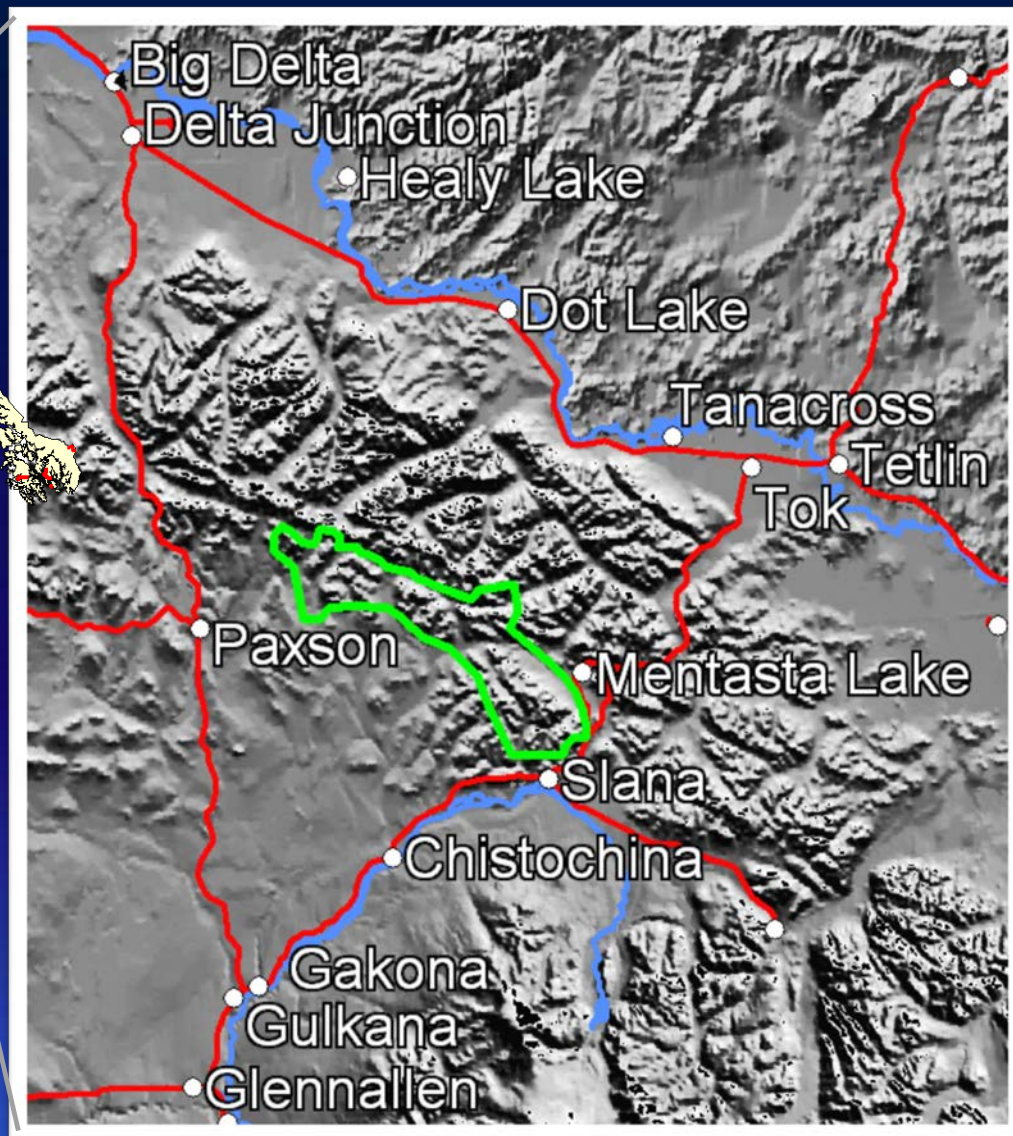 Big Delta
Delta Junction
Healy Lake
Dot Lake
Tanacross
Tetlin
Tok
Paxson
Mentasta Lake
Slana
Chistochina
Gakona
Gulkana
Glennallen